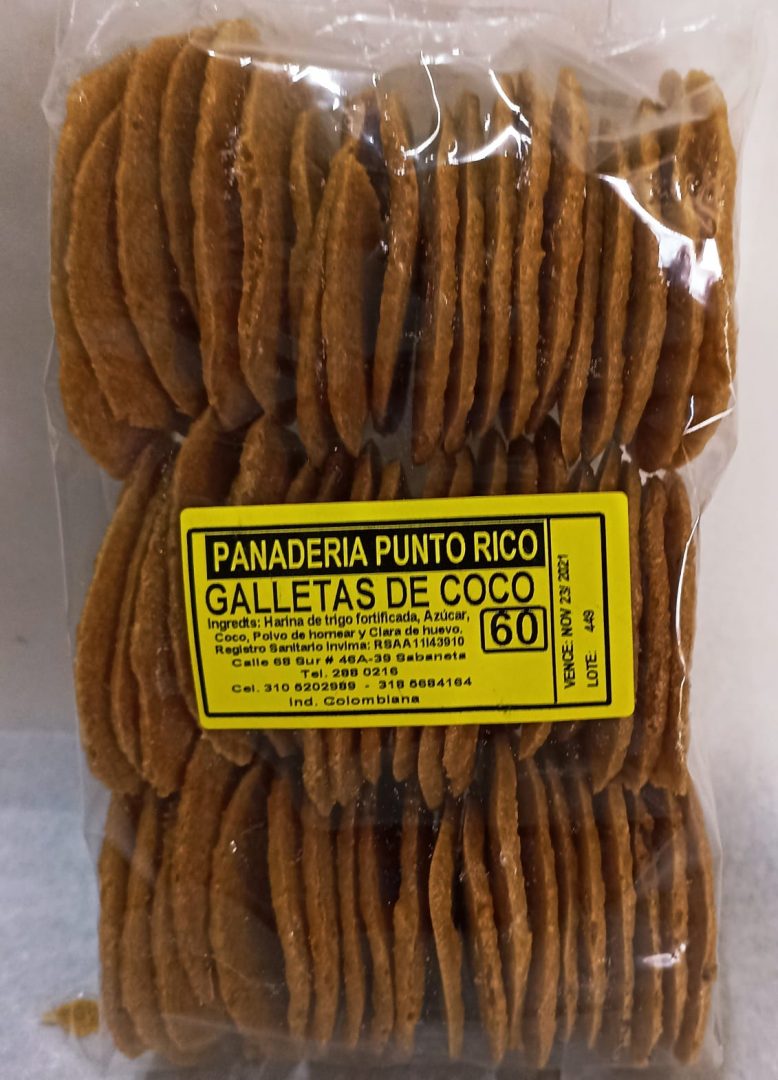 PANADERIA PUNTO RICO
GALLETAS DE COCO
Ingredts: Harina de trigo fortificada, Azúcar,
Coco, Polvo de hornear y Clara de huevo.
60
Registro Sanitario Invima: RSAA11I43910
Calle 68 Sur # 46A-39 Sabaneta
Tel. 288 0216
Cel. 310 5202989 - 318 5684164
Ind. Colombiana
VENCE: NOV 23/ 2021
LOTE: 449